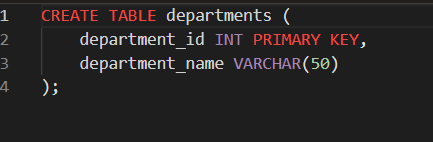 1 CREATE TABLE departments (
2     department_id INT PRIMARY KEY,
3     department_name VARCHAR(50)
4 );